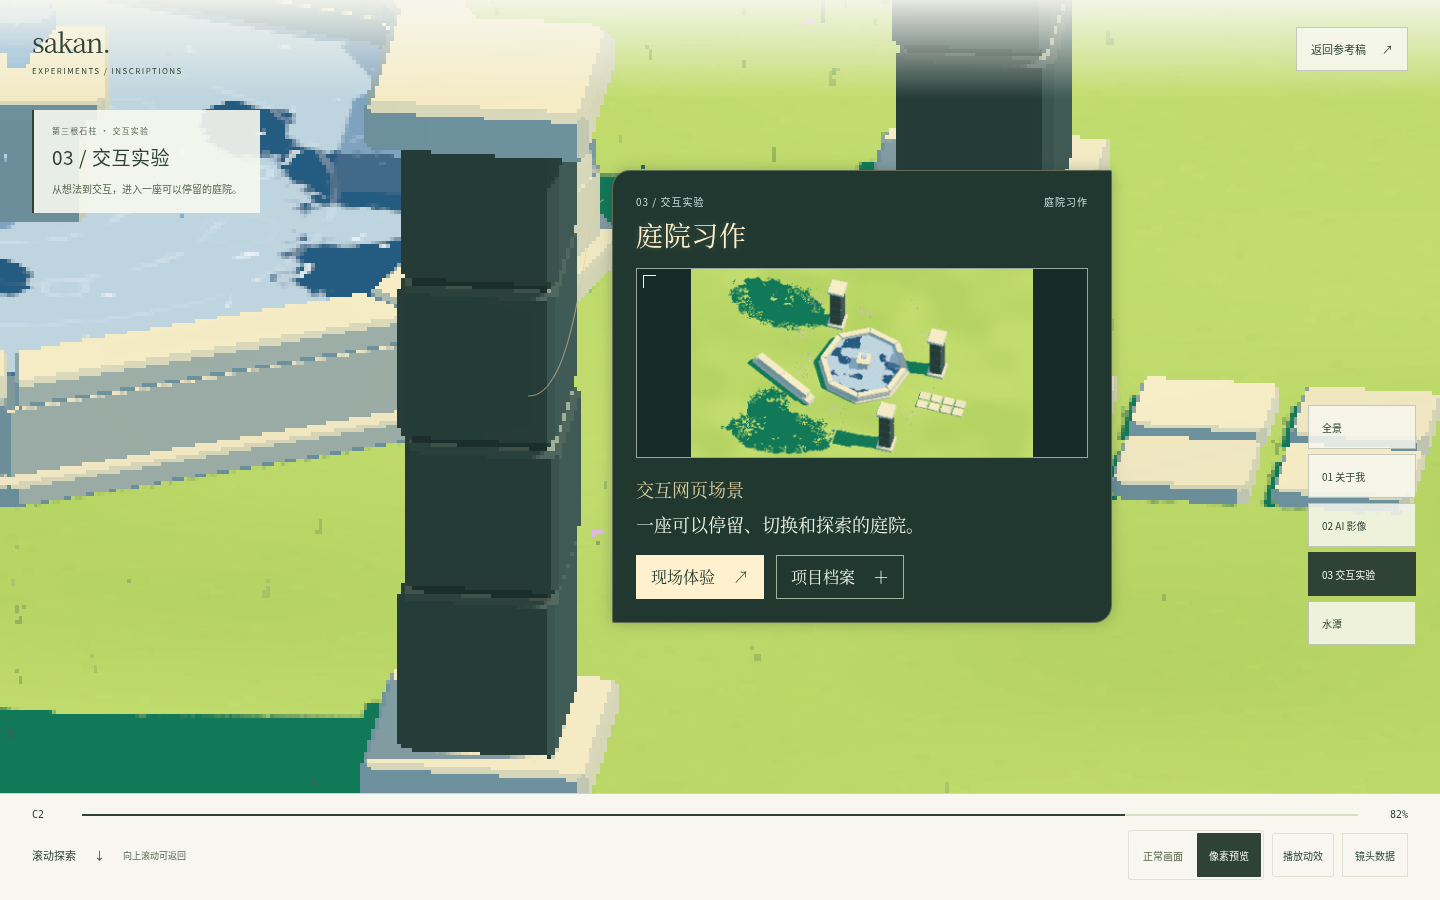 sakan.
EXPERIMENTS / INSCRIPTIONS
返回参考稿 ↗
第三根石柱 · 交互实验
03 / 交互实验
从想法到交互，进入一座可以停留的庭院。
03 / 交互实验
庭院习作
庭院习作
交互网页场景
一座可以停留、切换和探索的庭院。
现场体验 ↗
项目档案 +
全景
01 关于我
02 AI 影像
03 交互实验
水潭
C2
82%
滚动探索 ↓ 向上滚动可返回
正常画面
像素预览
播放动效
镜头数据